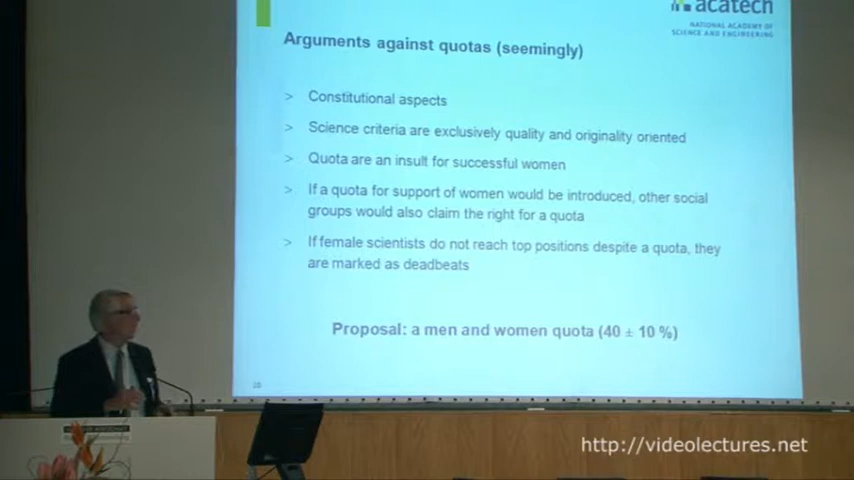 acatech
NATIONAL ACADEMY OF
SCIENCE AND ENGINEERING
Arguments against quotas (seemingly)
> Constitutional aspects
> Science criteria are exclusively quality and originality oriented
> Quota are an insult for successful women
> If a quota for support of women would be introduced, other social
groups would also claim the right for a quota
> If female scientists do not reach top positions despite a quota, they
are marked as deadbeats
Proposal: a men and women quota (40 ± 10 %)
http://videolectures.net